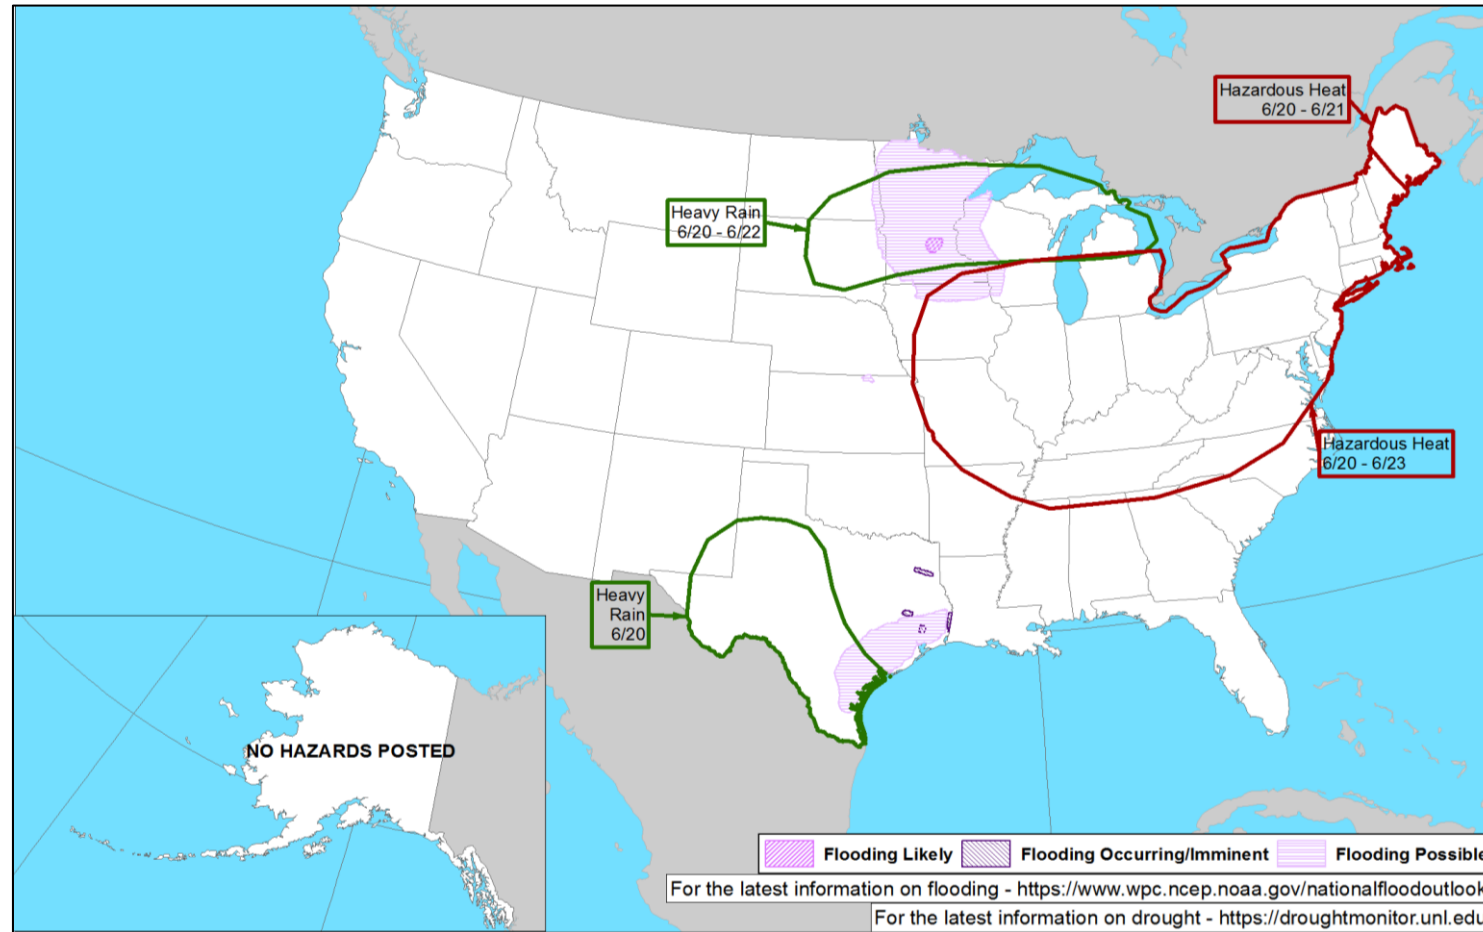 Hazardous Heat
6/20 - 6/21
Heavy Rain
6/20 - 6/22
Hazardous Heat
6/20 - 6/23
Heavy
Rain
6/20
NO HAZARDS POSTED
Flooding Likely Flooding Occurring/Imminent Flooding Possible
For the latest information on flooding - https://www.wpc.ncep.noaa.gov/nationalfloodoutlook
For the latest information on drought - https://droughtmonitor.unl.edu